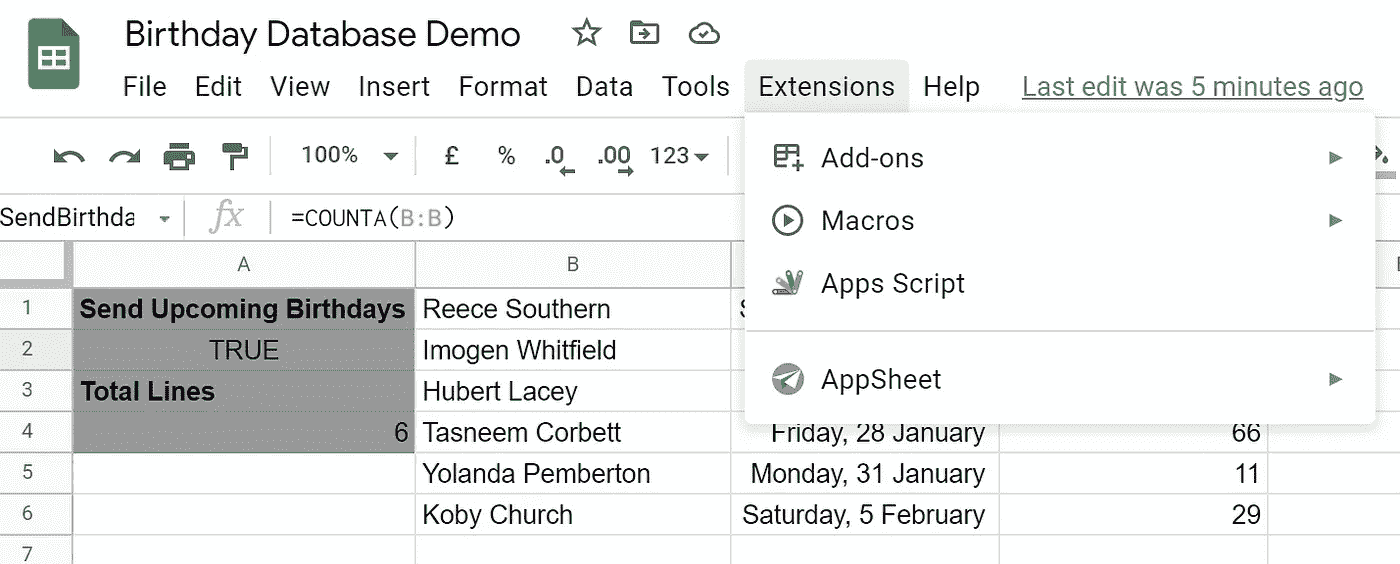 Birthday Database Demo
File Edit View Insert Format Data Tools Extensions Help Last edit was 5 minutes ago
100% £ % .0 .00 123
Add-ons
SendBirthda fx =COUNTA(B:B)
Macros
A B
Apps Script
1 Send Upcoming Birthdays Reece Southern
2 TRUE Imogen Whitfield
3 Total Lines Hubert Lacey
AppSheet
4 6 Tasneem Corbett Friday, 28 January 66
5 Yolanda Pemberton Monday, 31 January 11
6 Koby Church Saturday, 5 February 29
7